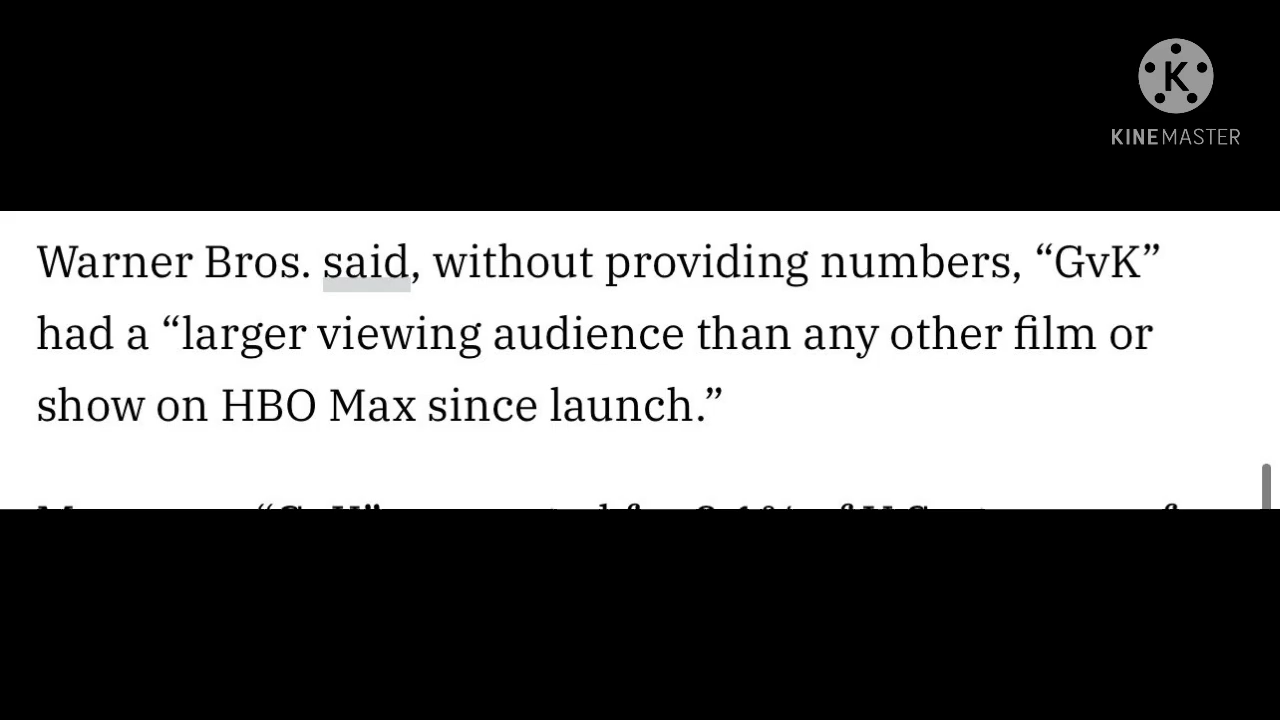 K
KINEMASTER
Warner Bros. said, without providing numbers, “GvK”
had a “larger viewing audience than any other film or
show on HBO Max since launch.”